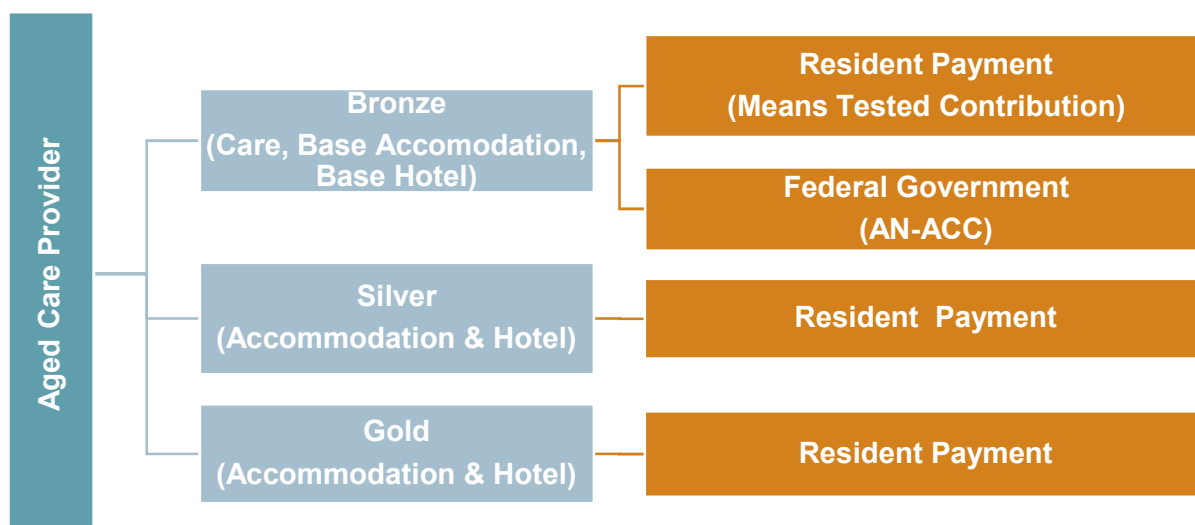 Aged Care Provider
Bronze
(Care, Base Accomodation,
Base Hotel)
Resident Payment
(Means Tested Contribution)
Federal Government
(AN-ACC)
Silver
(Accommodation & Hotel)
Resident Payment
Gold
(Accommodation & Hotel)
Resident Payment